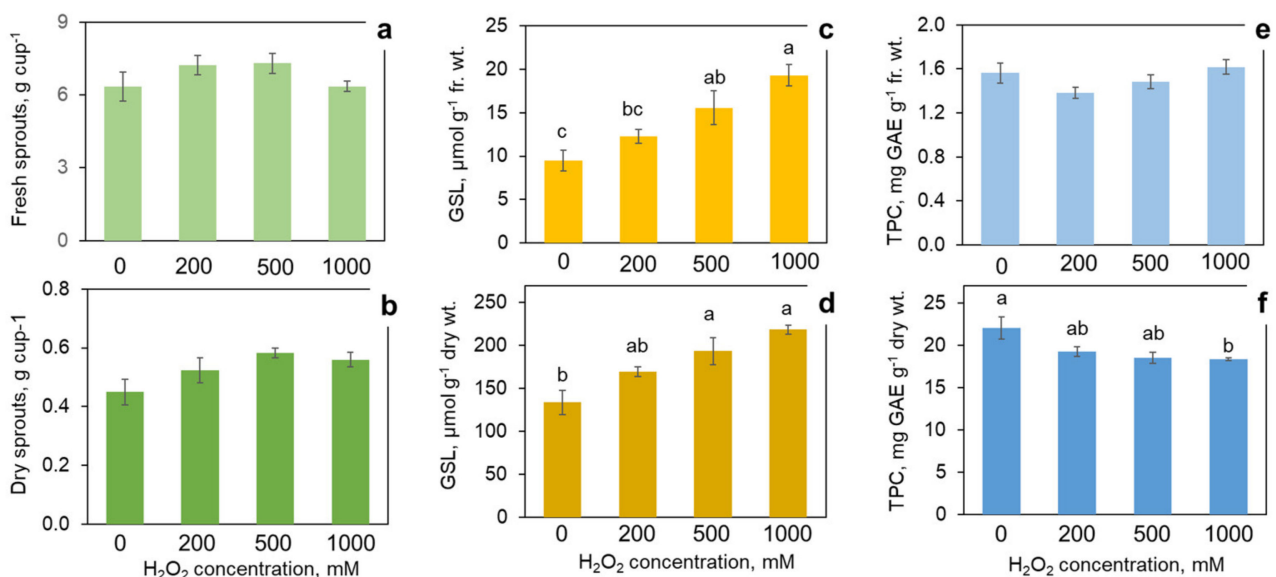 a
Fresh sprouts, g cup⁻¹
9
6
3
0
0 200 500 1000
b
Dry sprouts, g cup-1
0.8
0.6
0.4
0.2
0.0
0 200 500 1000
H₂O₂ concentration, mM
c
GSL, µmol g⁻¹ fr. wt.
25
20
15
10
5
0
c bc ab a
0 200 500 1000
d
GSL, µmol g⁻¹ dry wt.
250
200
150
100
50
0
b ab a a
0 200 500 1000
H₂O₂ concentration, mM
e
TPC, mg GAE g⁻¹ fr. wt.
2.0
1.6
1.2
0.8
0.4
0.0
0 200 500 1000
f
TPC, mg GAE g⁻¹ dry wt.
25
20
15
10
5
0
a ab ab b
0 200 500 1000
H₂O₂ concentration, mM